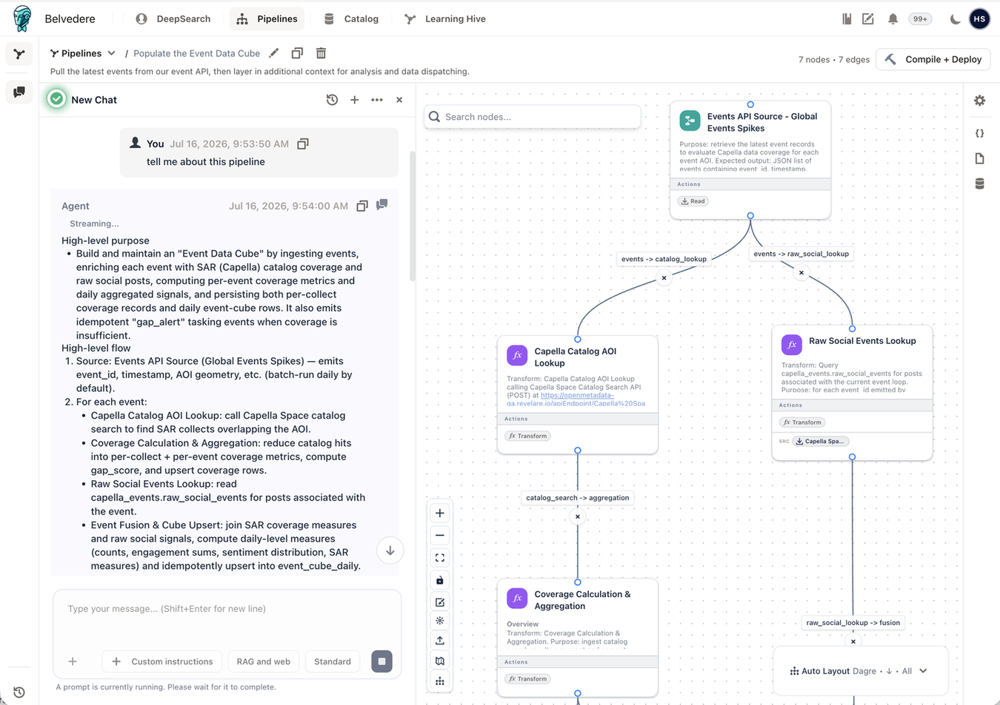 Belvedere
DeepSearch
Pipelines
Catalog
Learning Hive
99+
HS
Pipelines / Populate the Event Data Cube
7 nodes • 7 edges
Compile + Deploy
Pull the latest events from our event API, then layer in additional context for analysis and data dispatching.
New Chat
You Jul 16, 2026, 9:53:50 AM
tell me about this pipeline
Agent Jul 16, 2026, 9:54:00 AM
Streaming...
High-level purpose
• Build and maintain an "Event Data Cube" by ingesting events,
enriching each event with SAR (Capella) catalog coverage and
raw social posts, computing per-event coverage metrics and
daily aggregated signals, and persisting both per-collect
coverage records and daily event-cube rows. It also emits
idempotent "gap_alert" tasking events when coverage is
insufficient.
High-level flow
1. Source: Events API Source (Global Events Spikes) — emits
event_id, timestamp, AOI geometry, etc. (batch-run daily by
default).
2. For each event:
• Capella Catalog AOI Lookup: call Capella Space catalog
search to find SAR collects overlapping the AOI.
• Coverage Calculation & Aggregation: reduce catalog hits
into per-collect + per-event coverage metrics, compute
gap_score, and upsert coverage rows.
• Raw Social Events Lookup: read
capella_events.raw_social_events for posts associated with
the event.
• Event Fusion & Cube Upsert: join SAR coverage measures
and raw social signals, compute daily-level measures
(counts, engagement sums, sentiment distribution, SAR
measures) and idempotently upsert into event_cube_daily.
Type your message... (Shift+Enter for new line)
Custom instructions
RAG and web
Standard
A prompt is currently running. Please wait for it to complete.
Search nodes...
Events API Source - Global
Events Spikes
Purpose: retrieve the latest event records
to evaluate Capella data coverage for each
event AOI. Expected output: JSON list of
events containing event_id, timestamp,
Actions
Read
events -> catalog_lookup
events -> raw_social_lookup
Capella Catalog AOI
Lookup
Transform: Capella Catalog AOI Lookup
calling Capella Space Catalog Search API
(POST) at https://openmetadata-
qa.revelare.io/apiEndpoint/Capella%20Spa
Actions
fx Transform
Raw Social Events Lookup
Transform: Query
capella_events.raw_social_events for posts
associated with the current event loop.
Purpose: for each event_id emitted by
Actions
fx Transform
SRC Capella Spa...
catalog_search -> aggregation
Coverage Calculation &
Aggregation
Overview
Transform: Coverage Calculation &
Aggregation. Purpose: ingest catalog
Actions
fx Transform
raw_social_lookup -> fusion
Auto Layout Dagre • ↓ • All